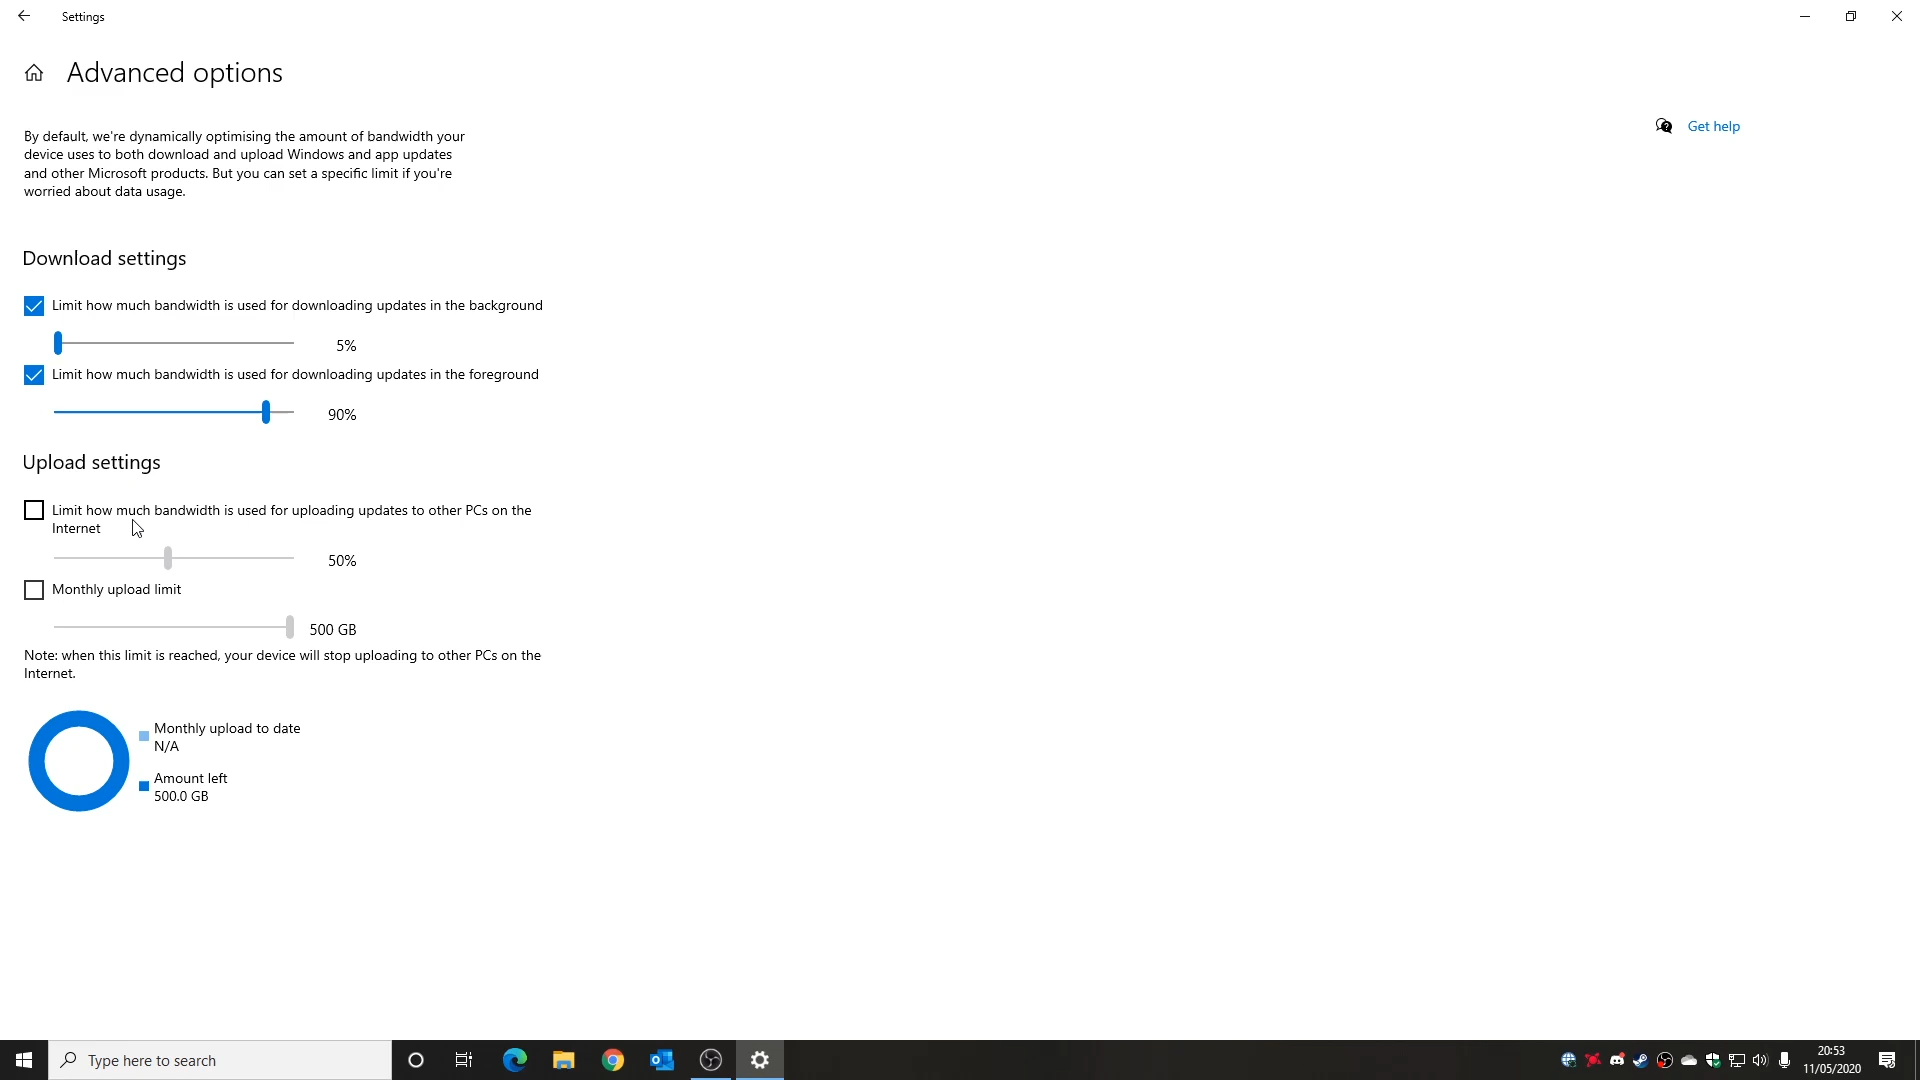 Settings
Advanced options
By default, we're dynamically optimising the amount of bandwidth your
device uses to both download and upload Windows and app updates
and other Microsoft products. But you can set a specific limit if you're
worried about data usage.
Get help
Download settings
Limit how much bandwidth is used for downloading updates in the background
5%
Limit how much bandwidth is used for downloading updates in the foreground
90%
Upload settings
Limit how much bandwidth is used for uploading updates to other PCs on the
Internet
50%
Monthly upload limit
500 GB
Note: when this limit is reached, your device will stop uploading to other PCs on the
Internet.
Monthly upload to date
N/A
Amount left
500.0 GB
Type here to search
20:53
11/05/2020